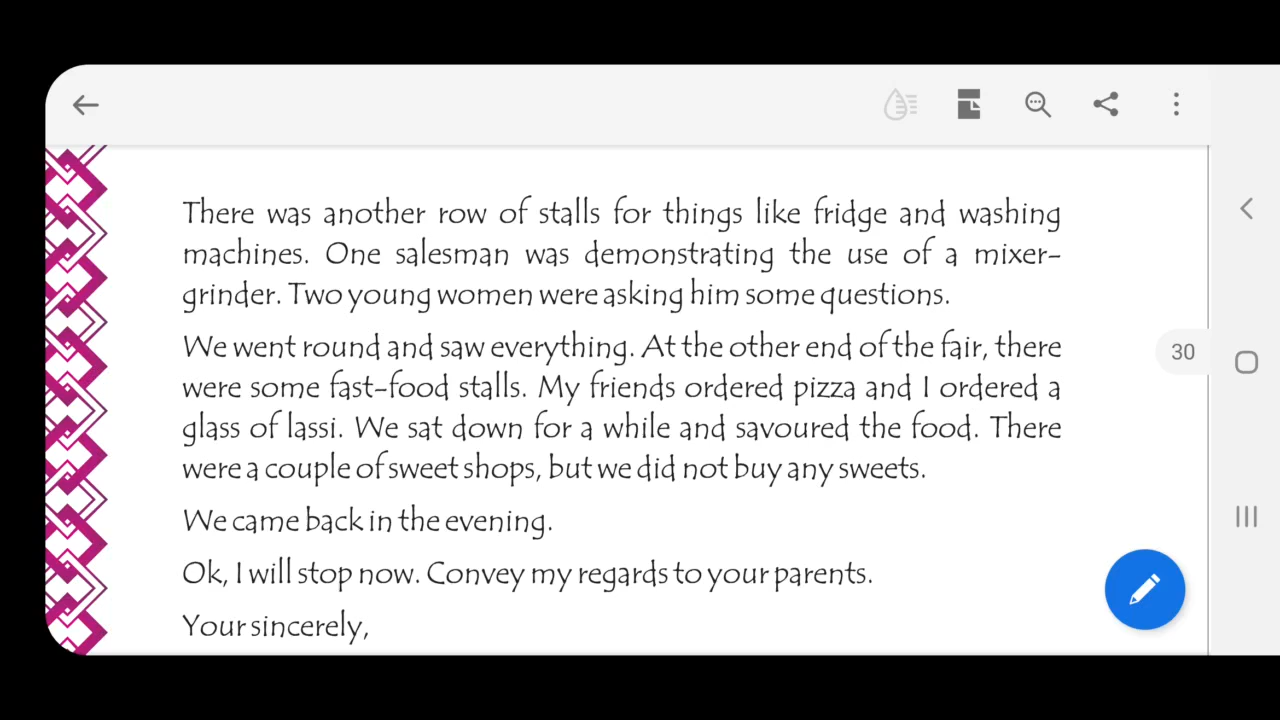 There was another row of stalls for things like fridge and washing
machines. One salesman was demonstrating the use of a mixer-
grinder. Two young women were asking him some questions.
We went round and saw everything. At the other end of the fair, there
were some fast-food stalls. My friends ordered pizza and I ordered a
glass of lassi. We sat down for a while and savoured the food. There
were a couple of sweet shops, but we did not buy any sweets.
We came back in the evening.
Ok, I will stop now. Convey my regards to your parents.
Your sincerely,
30